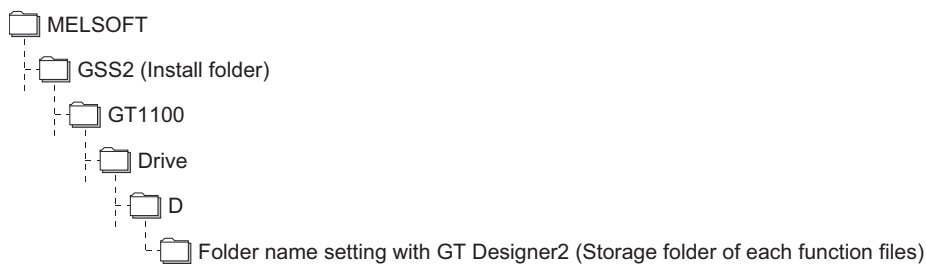 MELSOFT
GSS2 (Install folder)
GT1100
Drive
D
Folder name setting with GT Designer2 (Storage folder of each function files)